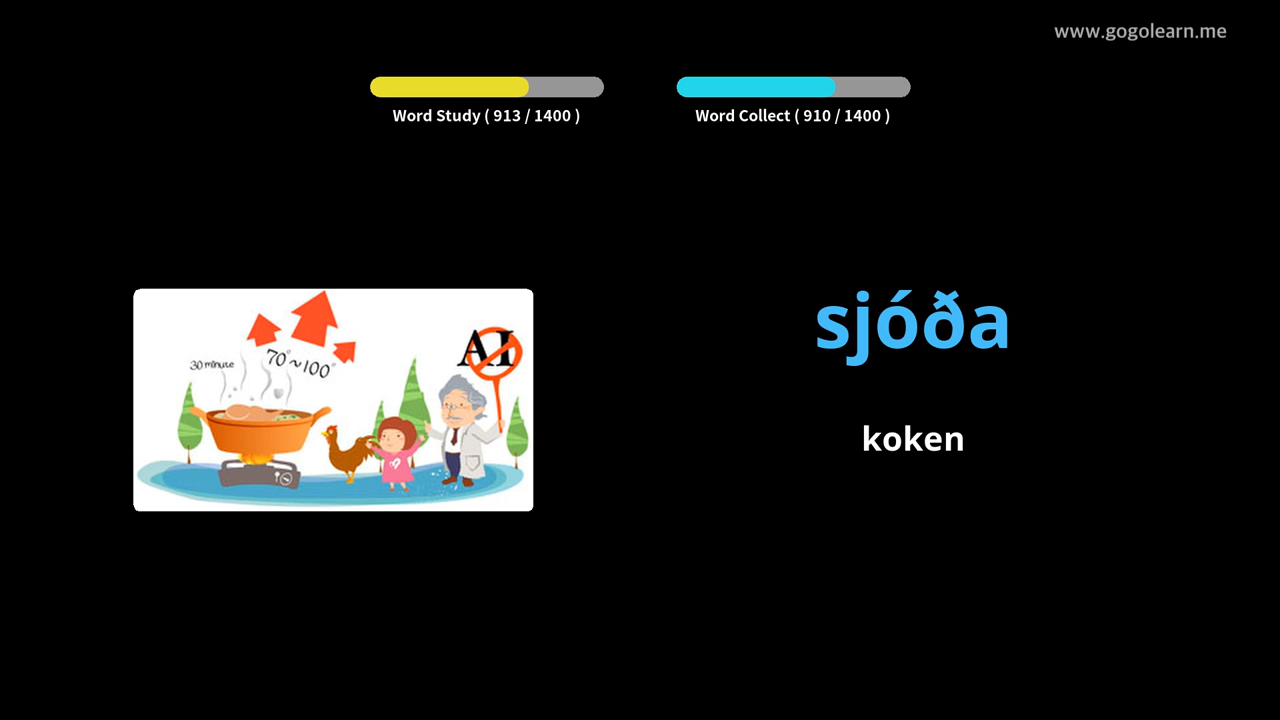 www.gogolearn.me
Word Study ( 913 / 1400 )
Word Collect ( 910 / 1400 )
30 minute
70°~100°
AI
sjóða
koken